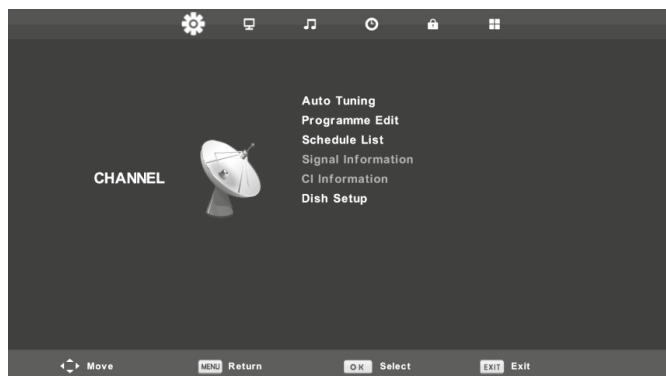 Auto Tuning
Programme Edit
Schedule List
Signal Information
CI Information
Dish Setup
CHANNEL
Move
MENU Return
OK Select
EXIT Exit